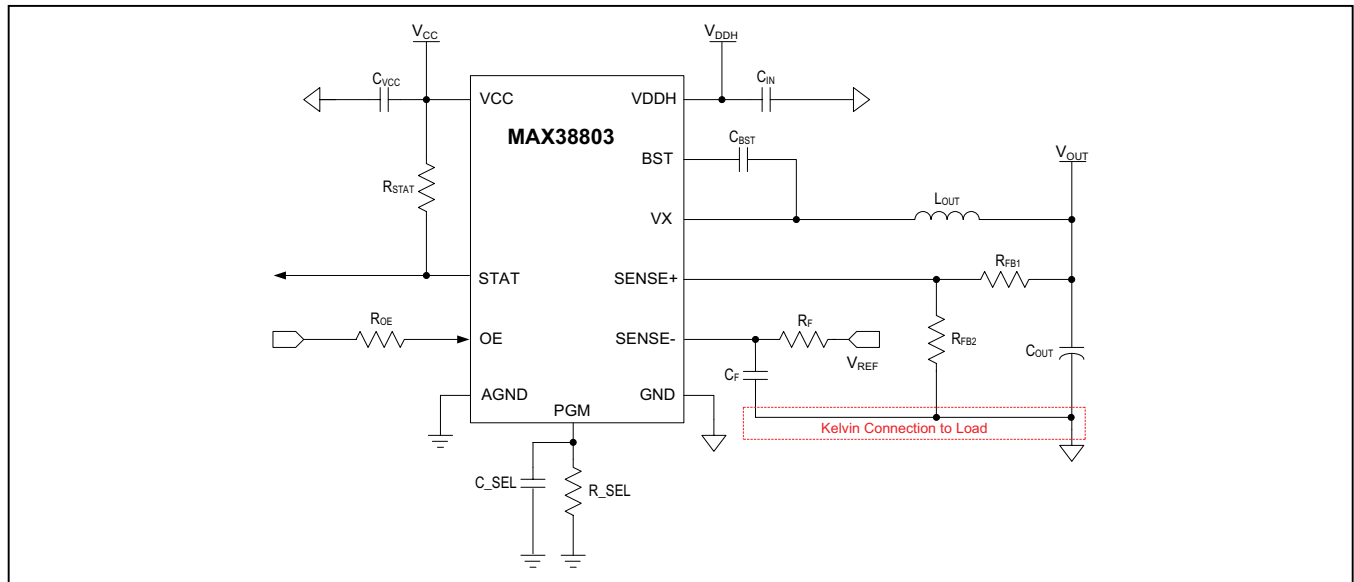 VCC
VDDH
CVCC
CIN
VCC
VDDH
MAX38803
CBST
BST
VOUT
RSTAT
LOUT
VX
STAT
SENSE+
RFB1
ROE
OE
SENSE-
RF
RFB2
COUT
VREF
CF
AGND
GND
PGM
Kelvin Connection to Load
C_SEL
R_SEL